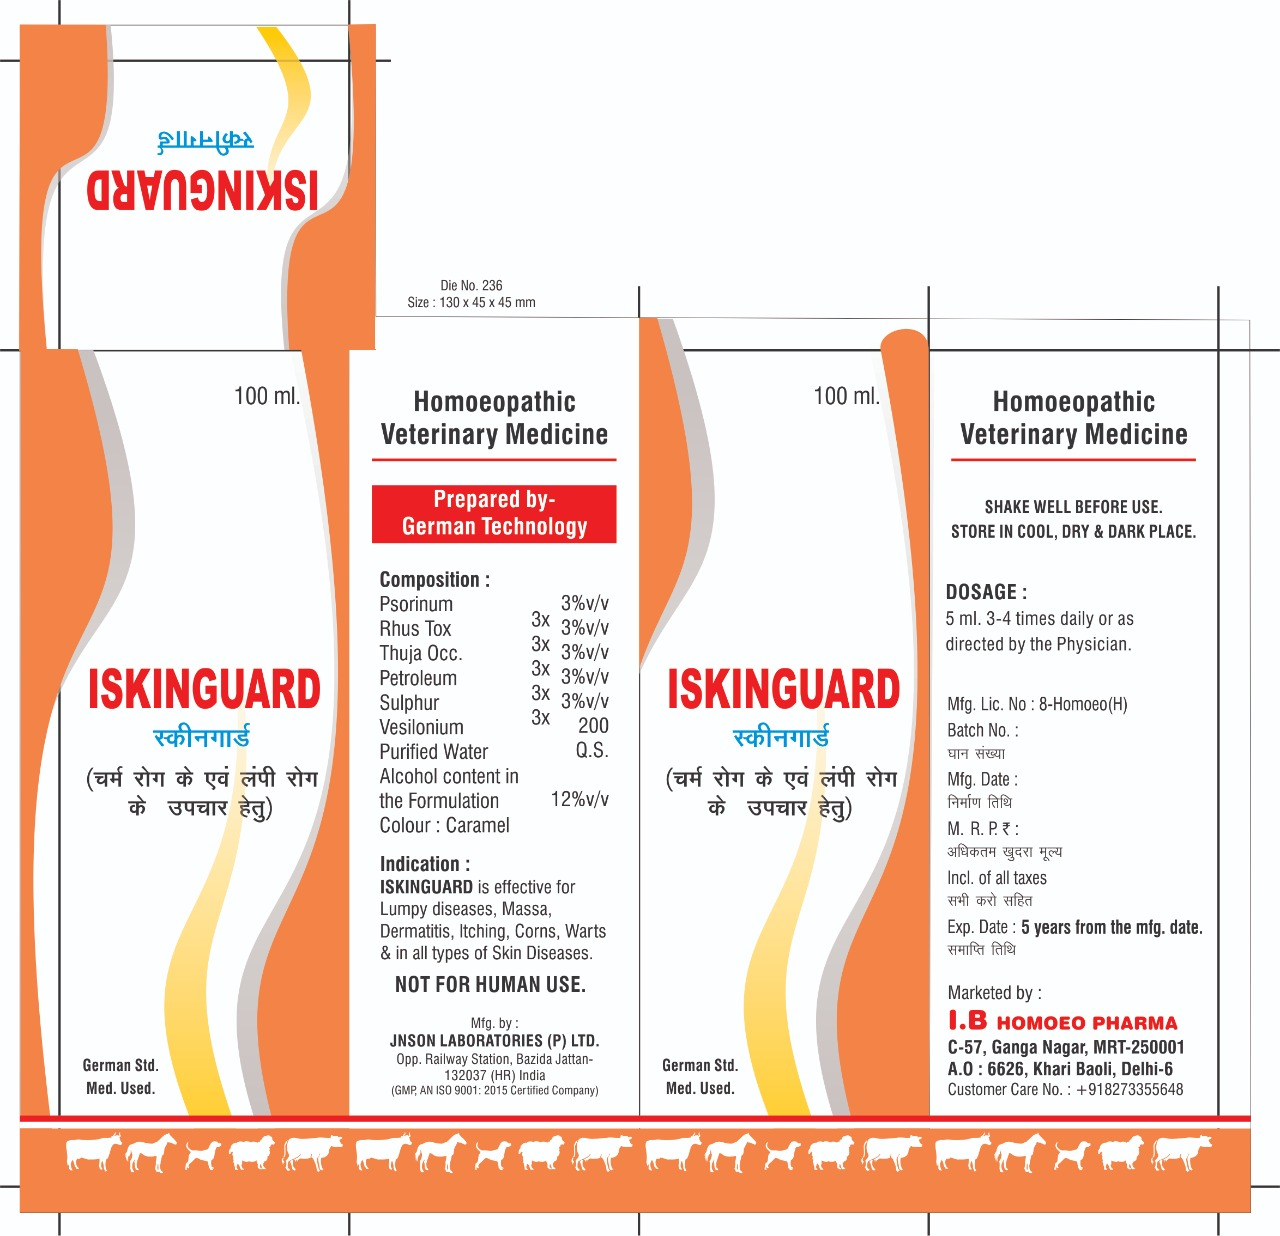 स्कीनगार्ड
ISKINGUARD
Die No. 236
Size : 130 x 45 x 45 mm
100 ml.
ISKINGUARD
स्कीनगार्ड
(चर्म रोग के एवं लंपी रोग
के उपचार हेतु)
German Std.
Med. Used.
Homoeopathic
Veterinary Medicine
Prepared by-
German Technology
Composition :
Psorinum 3%v/v
Rhus Tox 3x 3%v/v
Thuja Occ. 3x 3%v/v
Petroleum 3x 3%v/v
Sulphur 3x 3%v/v
Vesilonium 3x 200
Purified Water Q.S.
Alcohol content in
the Formulation 12%v/v
Colour : Caramel
Indication :
ISKINGUARD is effective for
Lumpy diseases, Massa,
Dermatitis, Itching, Corns, Warts
& in all types of Skin Diseases.
NOT FOR HUMAN USE.
Mfg. by :
JNSON LABORATORIES (P) LTD.
Opp. Railway Station, Bazida Jattan-
132037 (HR) India
(GMP, AN ISO 9001: 2015 Certified Company)
100 ml.
ISKINGUARD
स्कीनगार्ड
(चर्म रोग के एवं लंपी रोग
के उपचार हेतु)
German Std.
Med. Used.
Homoeopathic
Veterinary Medicine
SHAKE WELL BEFORE USE.
STORE IN COOL, DRY & DARK PLACE.
DOSAGE :
5 ml. 3-4 times daily or as
directed by the Physician.
Mfg. Lic. No : 8-Homoeo(H)
Batch No. :
घान संख्या
Mfg. Date :
निर्माण तिथि
M. R. P. ₹ :
अधिकतम खुदरा मूल्य
Incl. of all taxes
सभी करो सहित
Exp. Date : 5 years from the mfg. date.
समाप्ति तिथि
Marketed by :
I.B HOMOEO PHARMA
C-57, Ganga Nagar, MRT-250001
A.O : 6626, Khari Baoli, Delhi-6
Customer Care No. : +918273355648